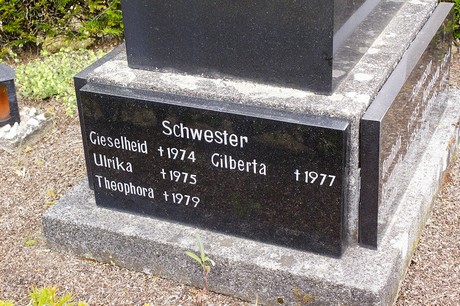 Schwester
Gieselheid †1974 Gilberta †1977
Ulrika †1975
Theophora †1979